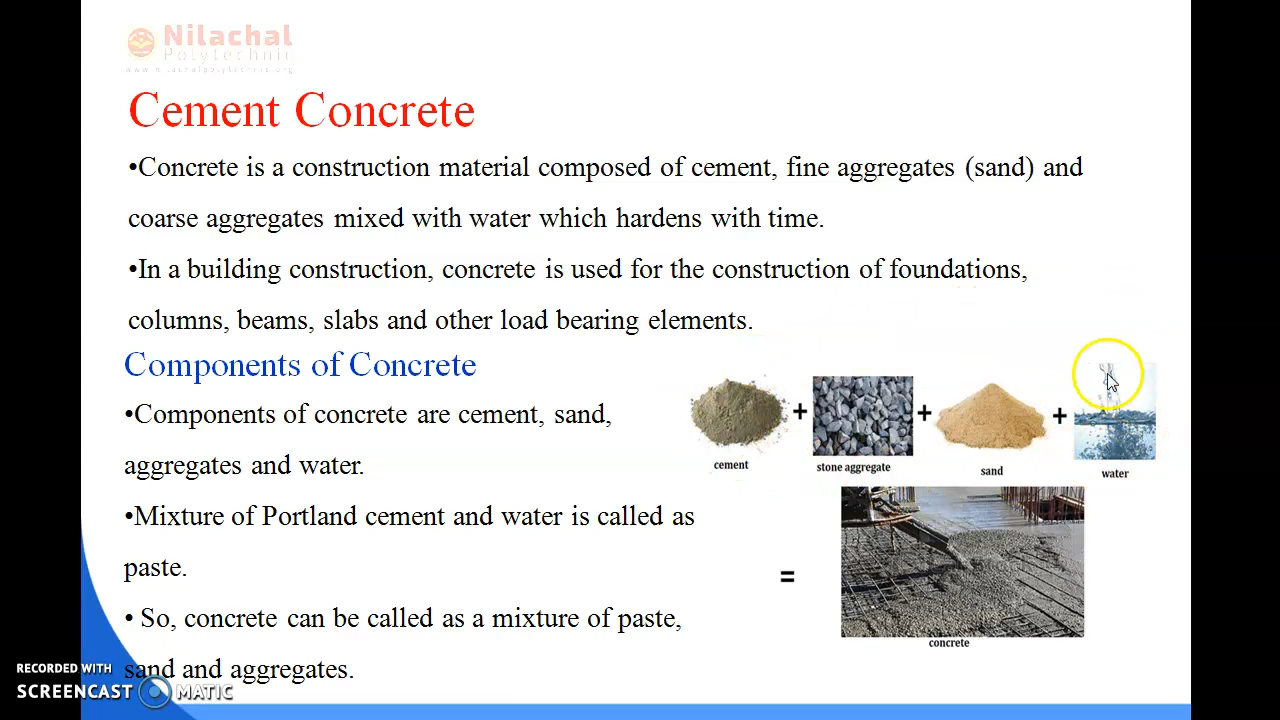 Nilachal
Polytechnic
Cement Concrete
•Concrete is a construction material composed of cement, fine aggregates (sand) and
coarse aggregates mixed with water which hardens with time.
•In a building construction, concrete is used for the construction of foundations,
columns, beams, slabs and other load bearing elements.
Components of Concrete
•Components of concrete are cement, sand,
aggregates and water.
•Mixture of Portland cement and water is called as
paste.
• So, concrete can be called as a mixture of paste,
sand and aggregates.
+ + +
cement stone aggregate sand water
=
concrete
RECORDED WITH
SCREENCAST MATIC